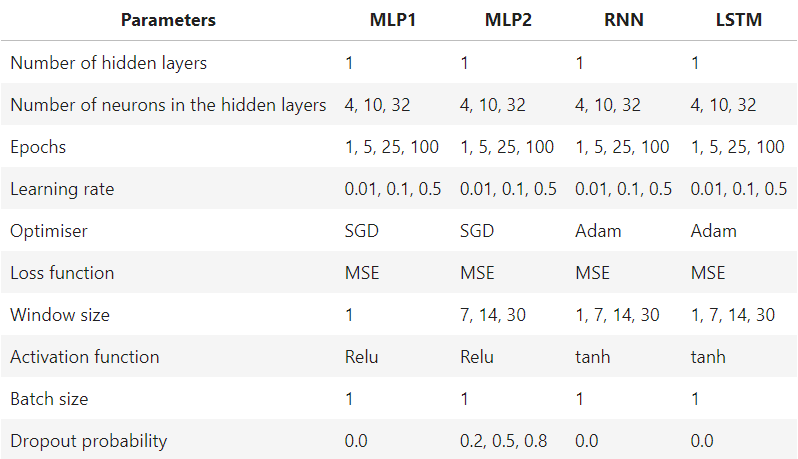 Parameters MLP1 MLP2 RNN LSTM
Number of hidden layers 1 1 1 1
Number of neurons in the hidden layers 4, 10, 32 4, 10, 32 4, 10, 32 4, 10, 32
Epochs 1, 5, 25, 100 1, 5, 25, 100 1, 5, 25, 100 1, 5, 25, 100
Learning rate 0.01, 0.1, 0.5 0.01, 0.1, 0.5 0.01, 0.1, 0.5 0.01, 0.1, 0.5
Optimiser SGD SGD Adam Adam
Loss function MSE MSE MSE MSE
Window size 1 7, 14, 30 1, 7, 14, 30 1, 7, 14, 30
Activation function Relu Relu tanh tanh
Batch size 1 1 1 1
Dropout probability 0.0 0.2, 0.5, 0.8 0.0 0.0